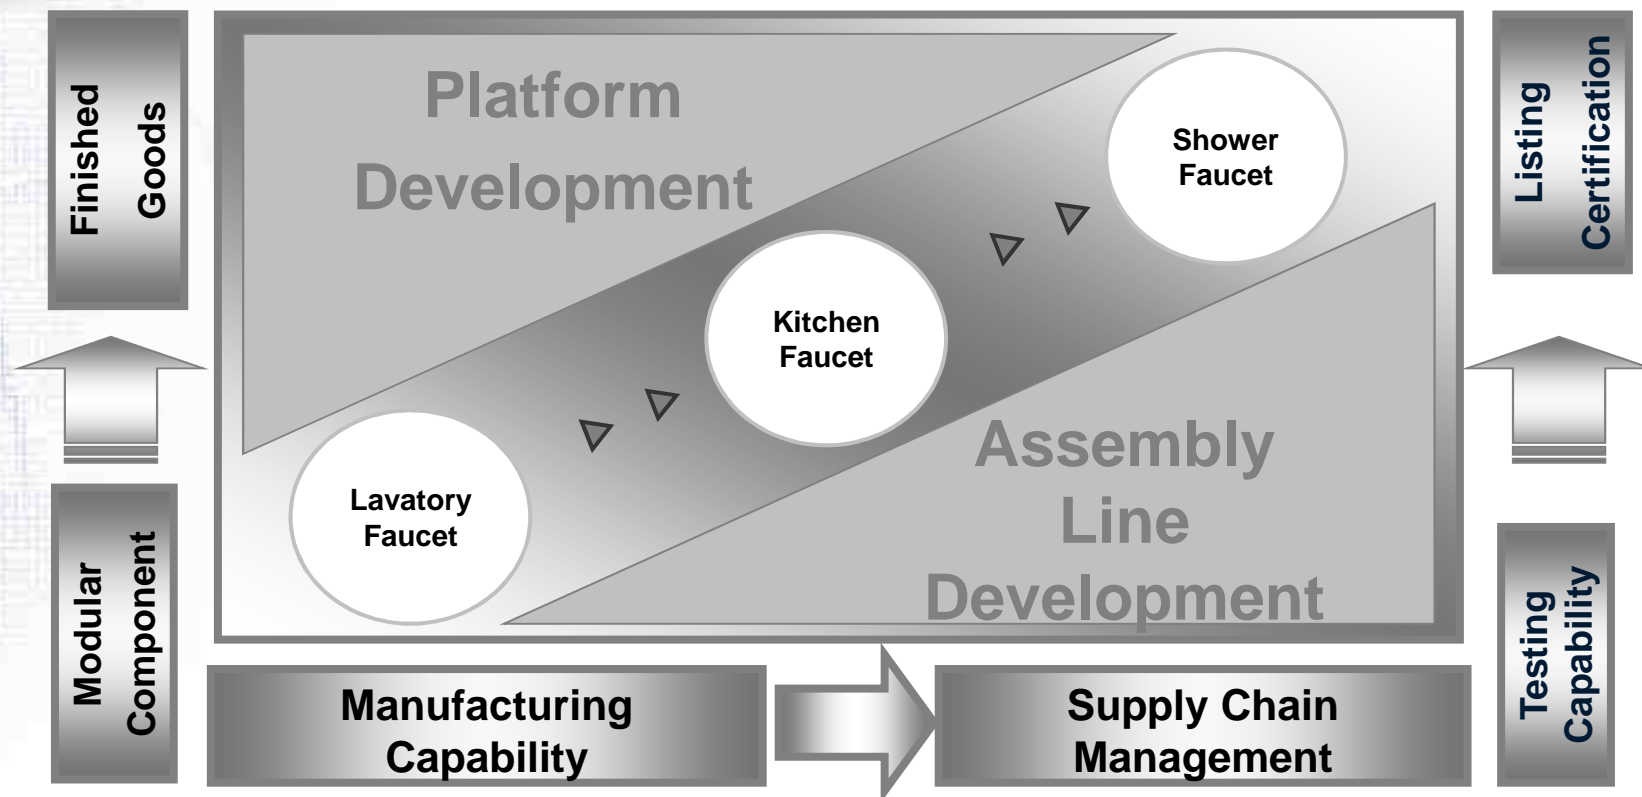 Finished
Goods
Platform
Development
Shower
Faucet
Listing
Certification
Kitchen
Faucet
Lavatory
Faucet
Assembly
Line
Development
Modular
Component
Manufacturing
Capability
Supply Chain
Management
Testing
Capability